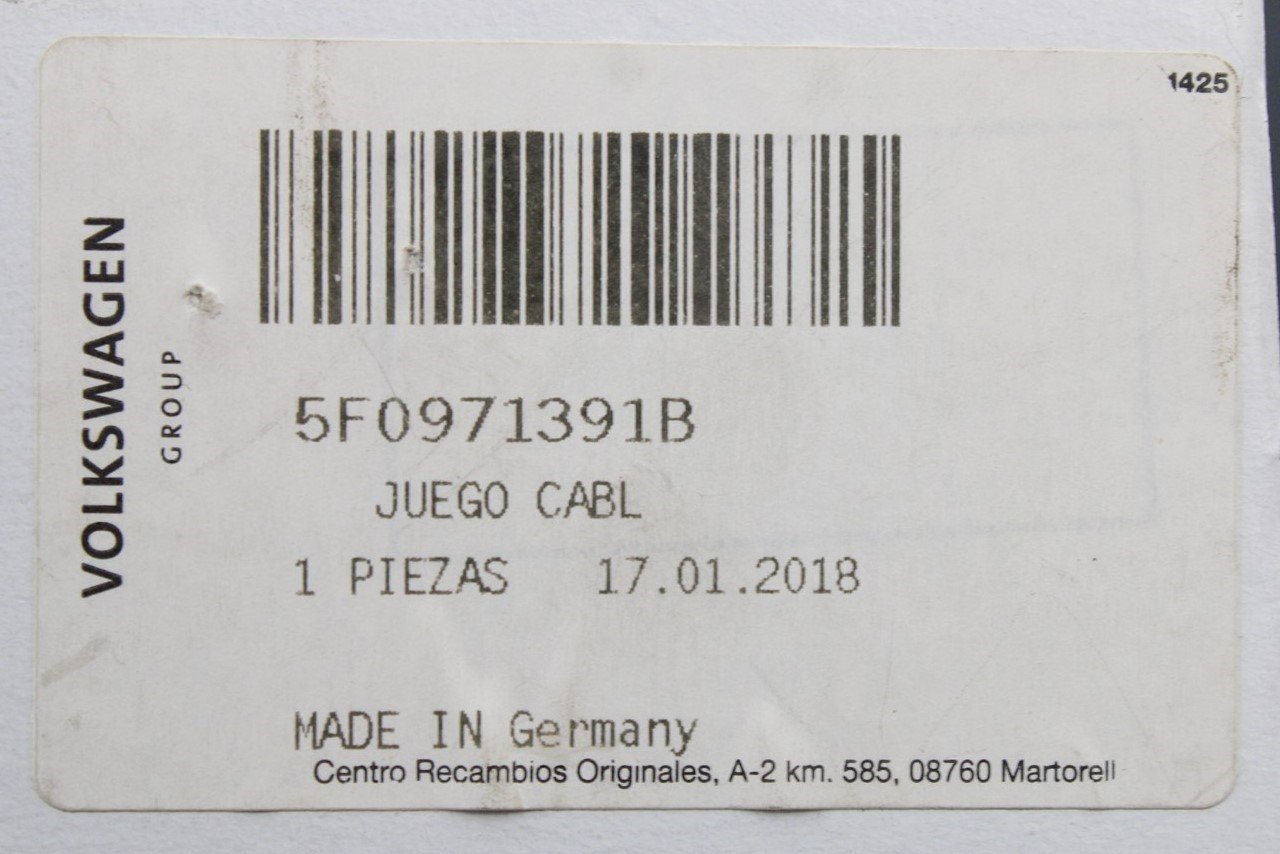 1425
VOLKSWAGEN
GROUP
5F0971391B
JUEGO CABL
1 PIEZAS 17.01.2018
MADE IN Germany
Centro Recambios Originales, A-2 km. 585, 08760 Martorell